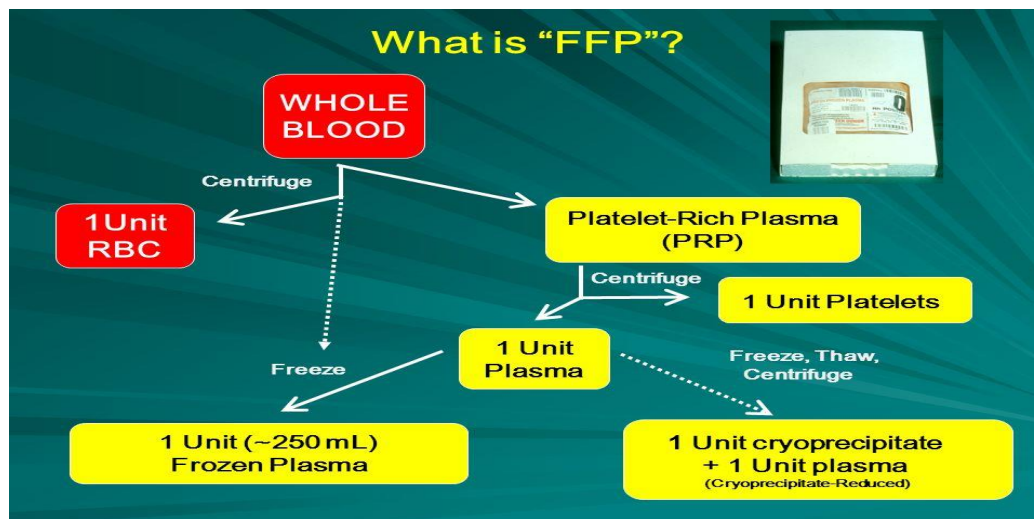 What is “FFP”?
WHOLE
BLOOD
Centrifuge
1Unit
RBC
Platelet-Rich Plasma
(PRP)
Centrifuge
1 Unit Platelets
1 Unit
Plasma
Freeze
Freeze, Thaw,
Centrifuge
1 Unit (~250 mL)
Frozen Plasma
1 Unit cryoprecipitate
+ 1 Unit plasma
(Cryoprecipitate-Reduced)